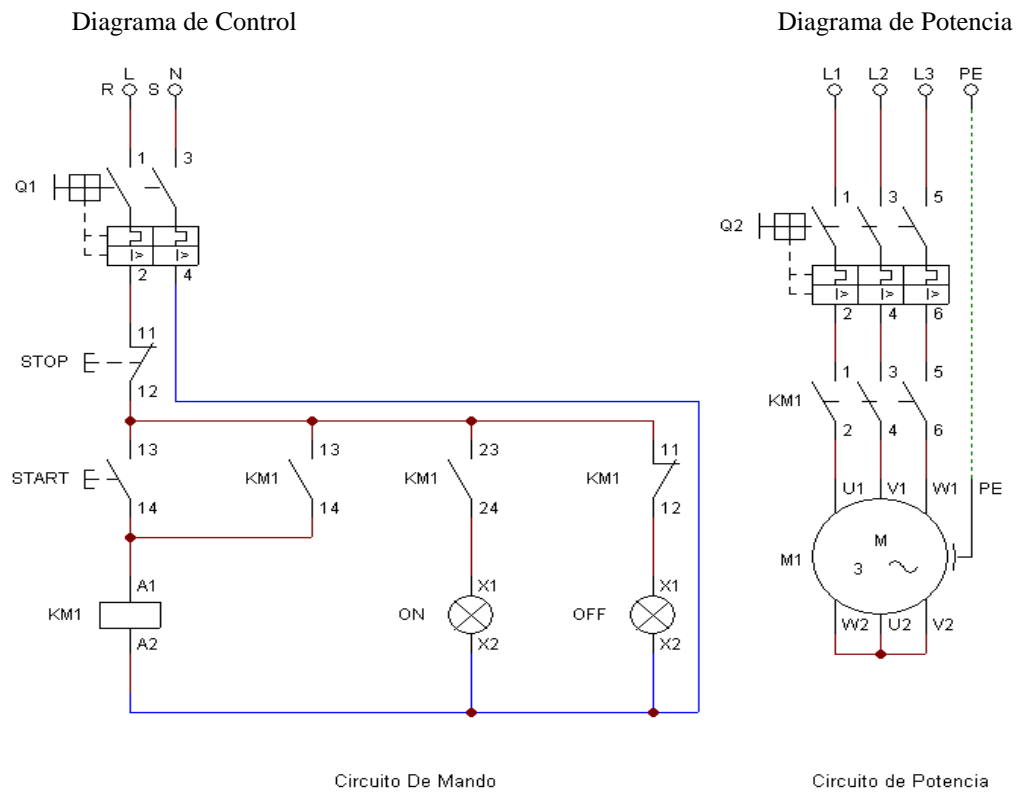 Diagrama de Control
Diagrama de Potencia
L N
R S
L1 L2 L3 PE
1 3
Q1
2 4
1 3 5
Q2
2 4 6
11
STOP
12
1 3 5
KM1
2 4 6
13 13 23 11
START KM1 KM1 KM1
14 14 24 12
U1 V1 W1 PE
M
M1 3
A1 X1 X1
KM1 ON OFF
A2 X2 X2
W2 U2 V2
Circuito De Mando
Circuito de Potencia